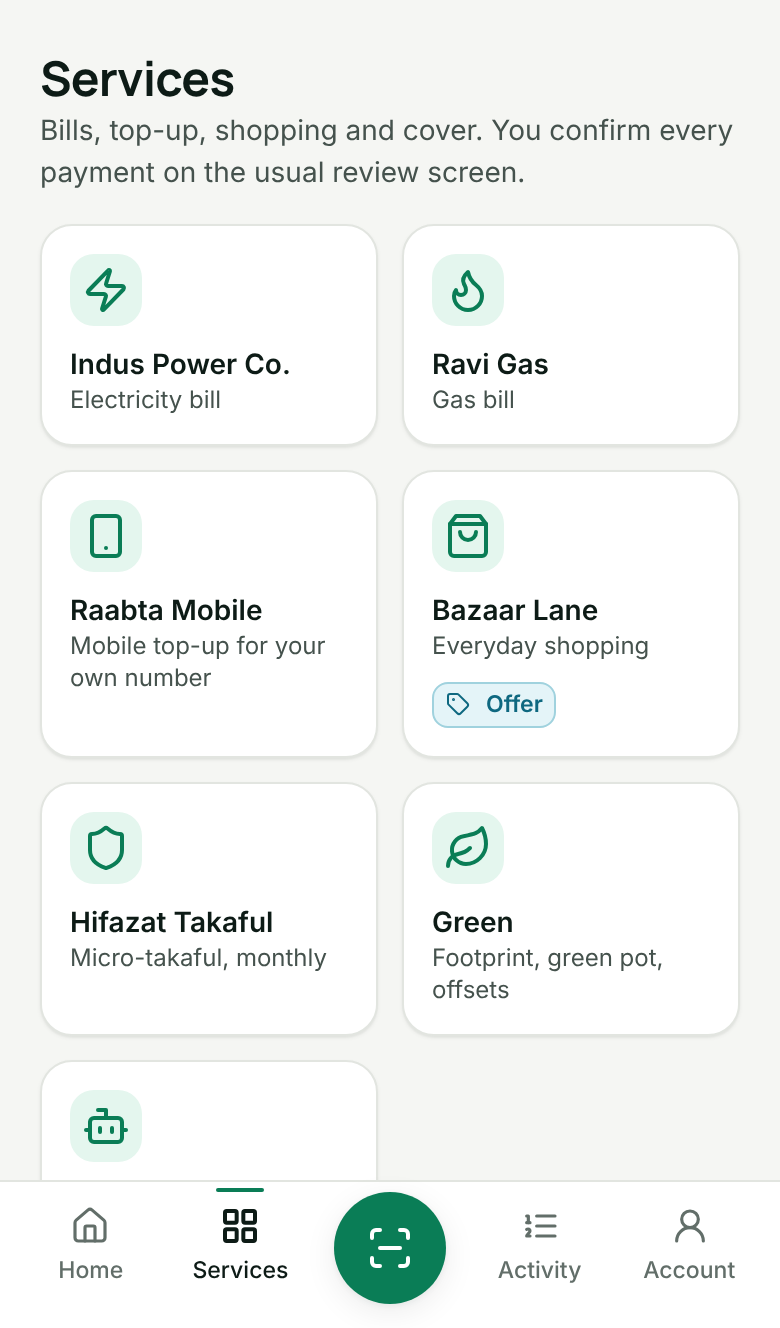 Services
Bills, top-up, shopping and cover. You confirm every
payment on the usual review screen.
Indus Power Co.
Electricity bill
Ravi Gas
Gas bill
Raabta Mobile
Mobile top-up for your
own number
Bazaar Lane
Everyday shopping
Offer
Hifazat Takaful
Micro-takaful, monthly
Green
Footprint, green pot,
offsets
Home
Services
Activity
Account